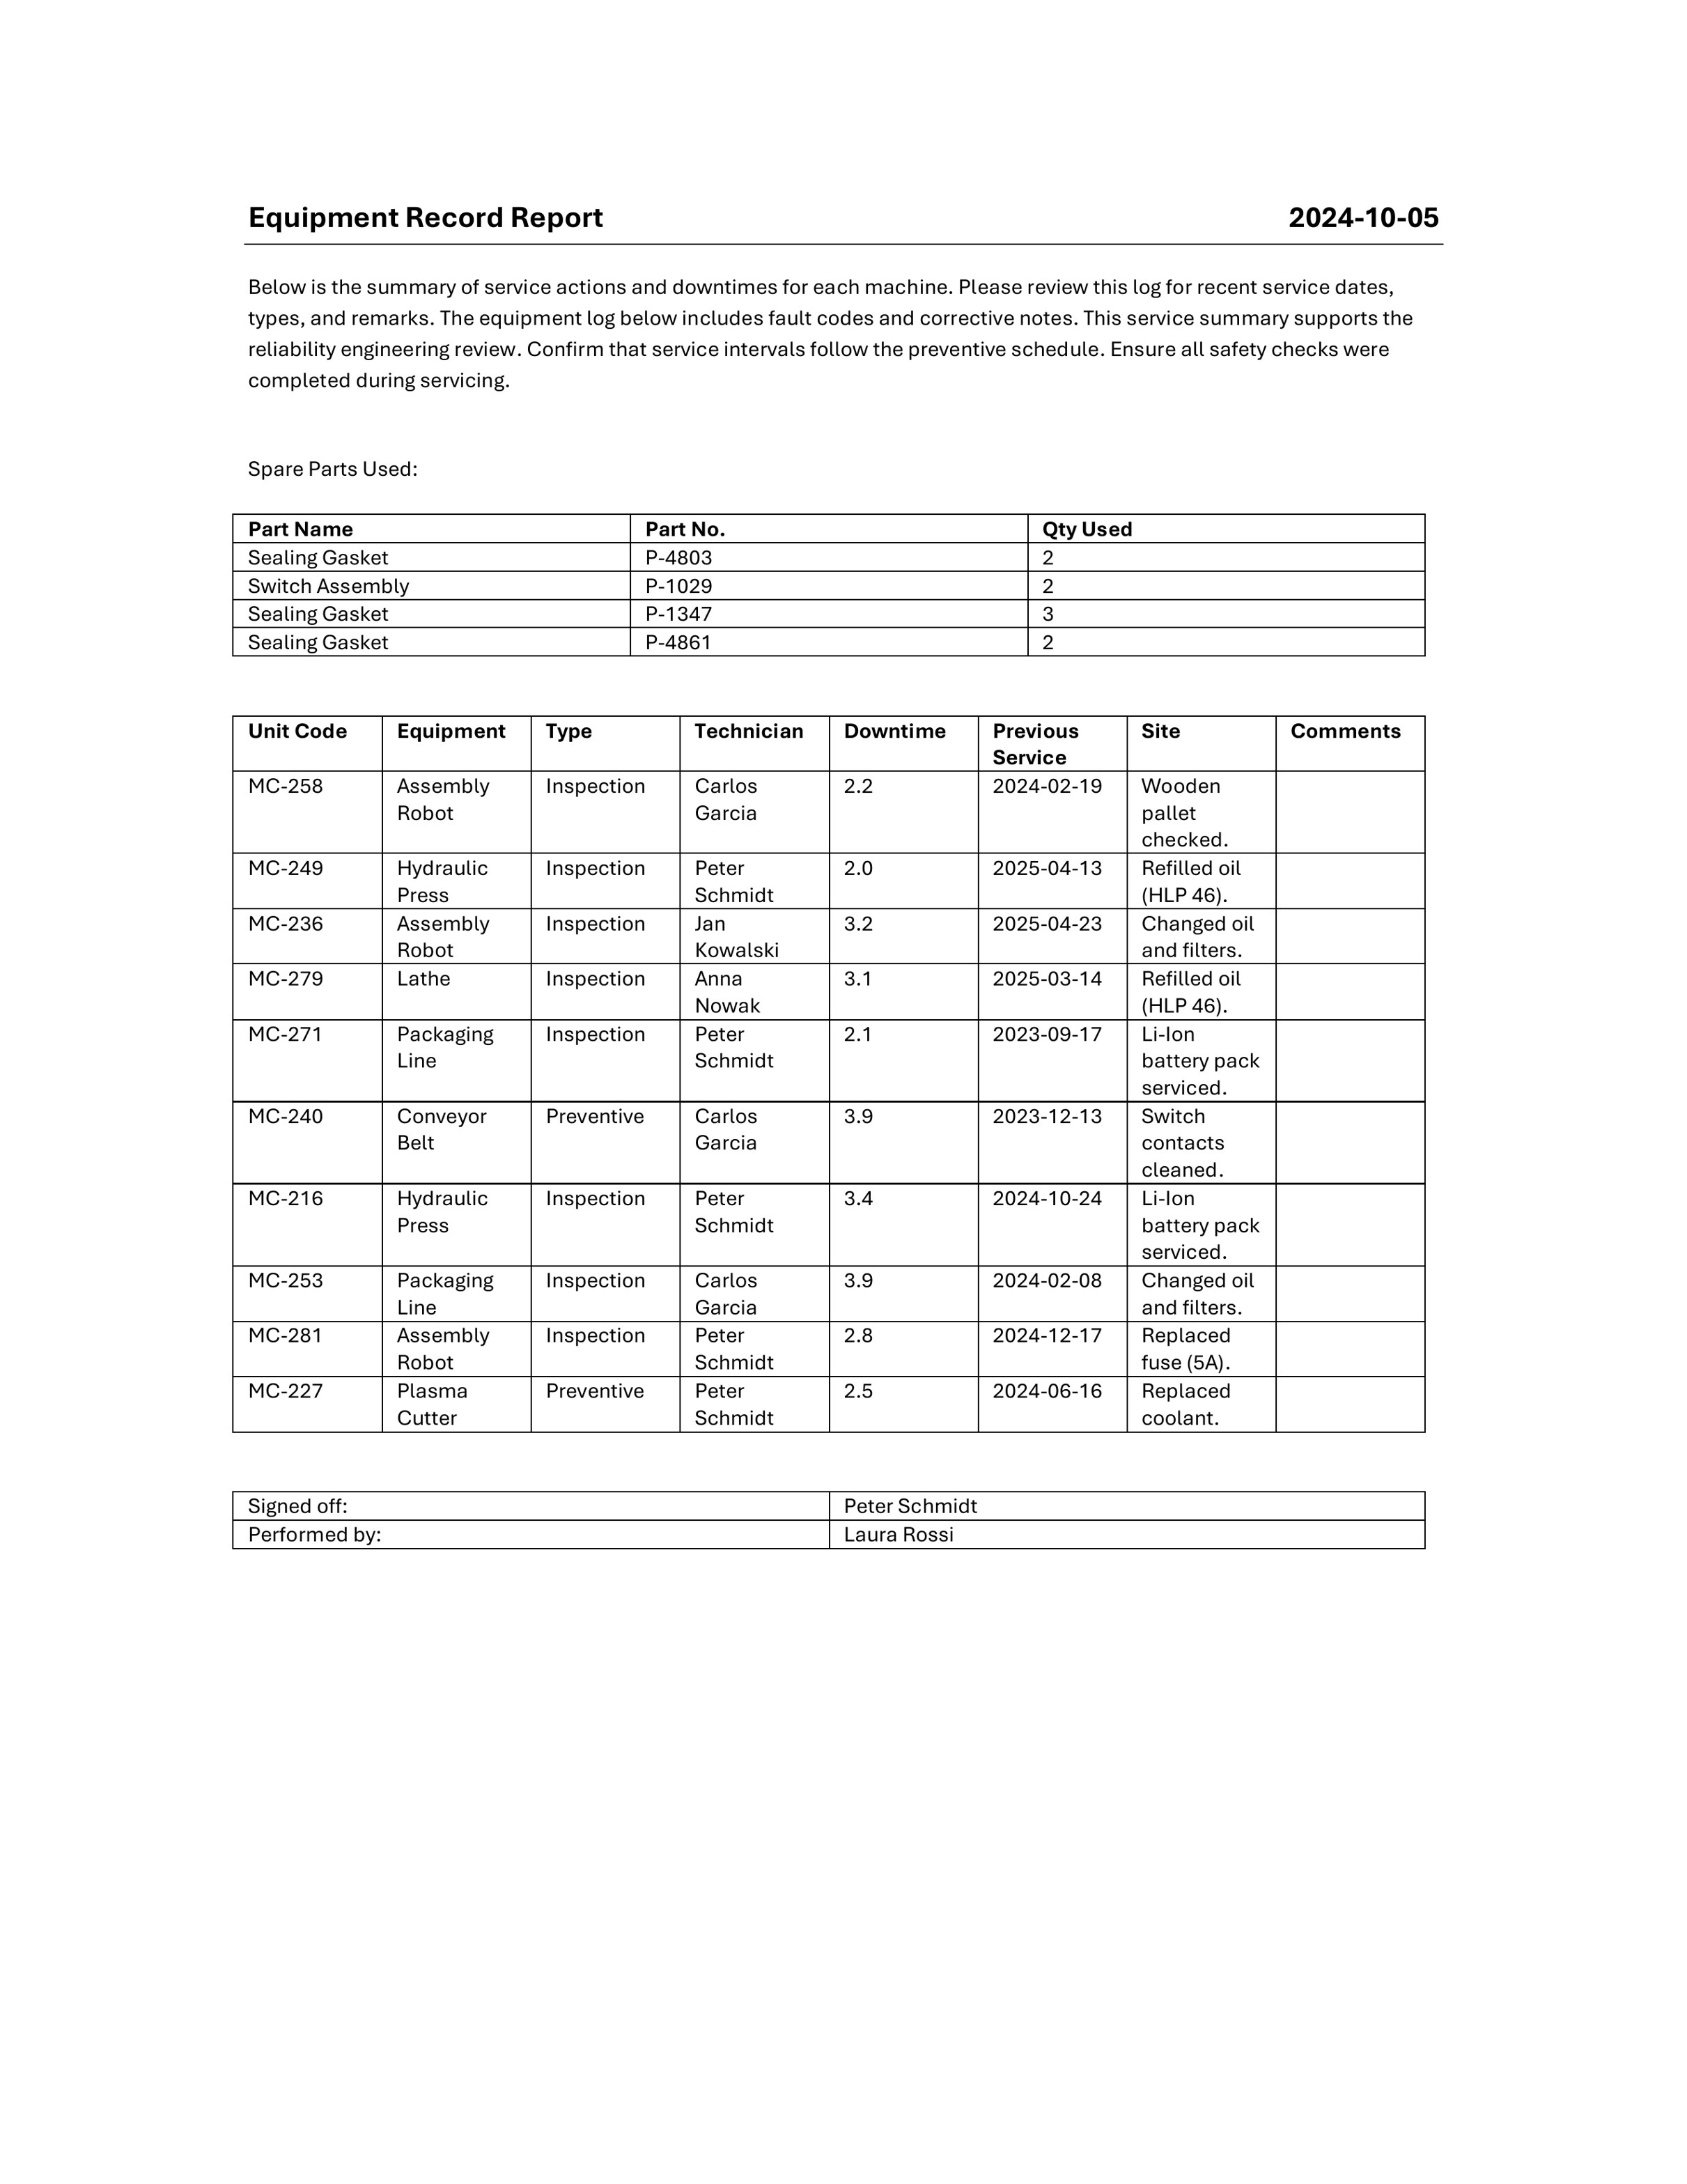 Equipment Record Report 2024-10-05
Below is the summary of service actions and downtimes for each machine. Please review this log for recent service dates,
types, and remarks. The equipment log below includes fault codes and corrective notes. This service summary supports the
reliability engineering review. Confirm that service intervals follow the preventive schedule. Ensure all safety checks were
completed during servicing.
Spare Parts Used:
Part Name Part No. Qty Used
Sealing Gasket P-4803 2
Switch Assembly P-1029 2
Sealing Gasket P-1347 3
Sealing Gasket P-4861 2
Unit Code Equipment Type Technician Downtime Previous Site Comments
Service
MC-258 Assembly Inspection Carlos 2.2 2024-02-19 Wooden
Robot Garcia pallet
checked.
MC-249 Hydraulic Inspection Peter 2.0 2025-04-13 Refilled oil
Press Schmidt (HLP 46).
MC-236 Assembly Inspection Jan 3.2 2025-04-23 Changed oil
Robot Kowalski and filters.
MC-279 Lathe Inspection Anna 3.1 2025-03-14 Refilled oil
Nowak (HLP 46).
MC-271 Packaging Inspection Peter 2.1 2023-09-17 Li-Ion
Line Schmidt battery pack
serviced.
MC-240 Conveyor Preventive Carlos 3.9 2023-12-13 Switch
Belt Garcia contacts
cleaned.
MC-216 Hydraulic Inspection Peter 3.4 2024-10-24 Li-Ion
Press Schmidt battery pack
serviced.
MC-253 Packaging Inspection Carlos 3.9 2024-02-08 Changed oil
Line Garcia and filters.
MC-281 Assembly Inspection Peter 2.8 2024-12-17 Replaced
Robot Schmidt fuse (5A).
MC-227 Plasma Preventive Peter 2.5 2024-06-16 Replaced
Cutter Schmidt coolant.
Signed off: Peter Schmidt
Performed by: Laura Rossi